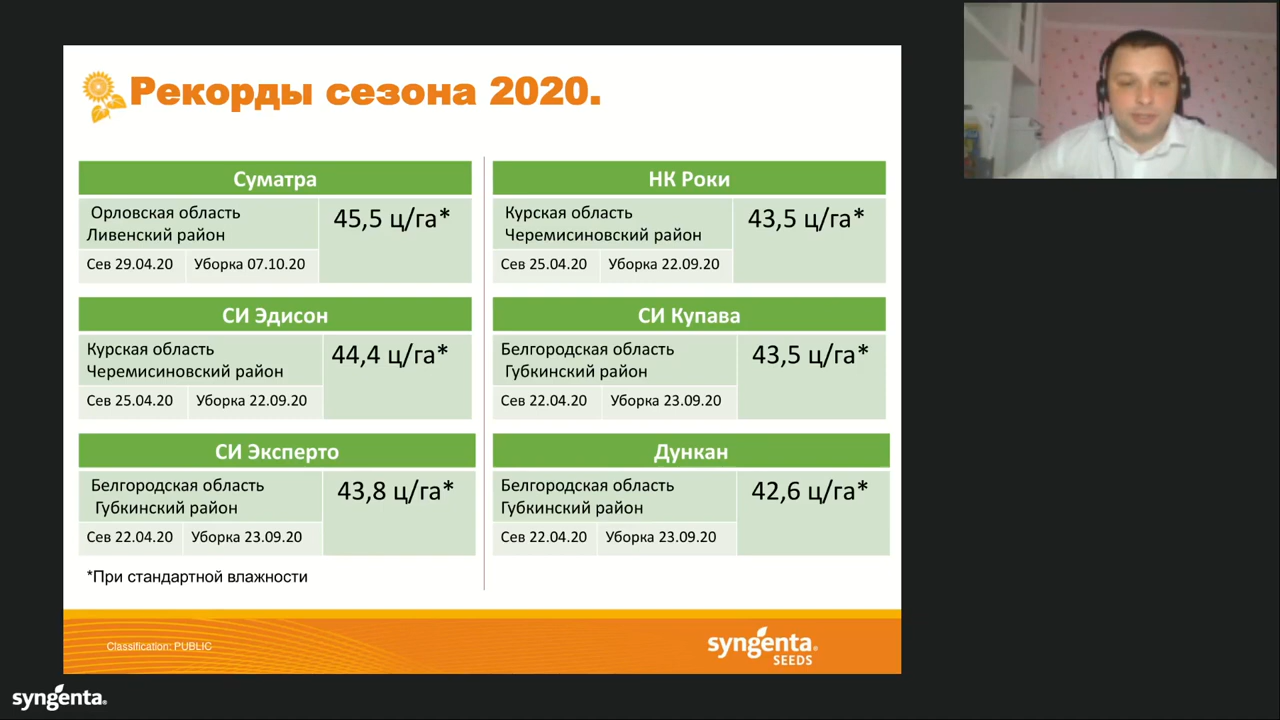 Рекорды сезона 2020.
Суматра
Орловская область
Ливенский район
45,5 ц/га*
Сев 29.04.20 Уборка 07.10.20
СИ Эдисон
Курская область
Черемисиновский район
44,4 ц/га*
Сев 25.04.20 Уборка 22.09.20
СИ Эксперто
Белгородская область
Губкинский район
43,8 ц/га*
Сев 22.04.20 Уборка 23.09.20
*При стандартной влажности
НК Роки
Курская область
Черемисиновский район
43,5 ц/га*
Сев 25.04.20 Уборка 22.09.20
СИ Купава
Белгородская область
Губкинский район
43,5 ц/га*
Сев 22.04.20 Уборка 23.09.20
Дункан
Белгородская область
Губкинский район
42,6 ц/га*
Сев 22.04.20 Уборка 23.09.20
Classification: PUBLIC
syngenta
SEEDS
syngenta